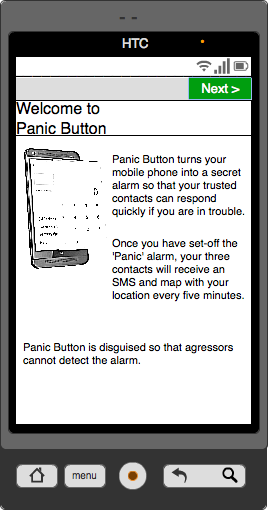 HTC
Next >
Welcome to
Panic Button
Panic Button turns your
mobile phone into a secret
alarm so that your trusted
contacts can respond
quickly if you are in trouble.
Once you have set-off the
'Panic' alarm, your three
contacts will receive an
SMS and map with your
location every five minutes.
Panic Button is disguised so that agressors
cannot detect the alarm.
menu